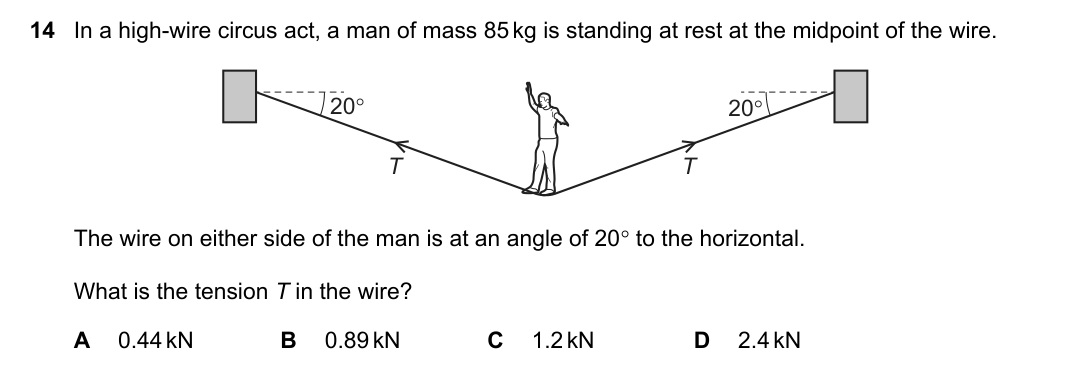 14 In a high-wire circus act, a man of mass 85 kg is standing at rest at the midpoint of the wire.
20° 20°
T T
The wire on either side of the man is at an angle of 20° to the horizontal.
What is the tension T in the wire?
A 0.44 kN B 0.89 kN C 1.2 kN D 2.4 kN